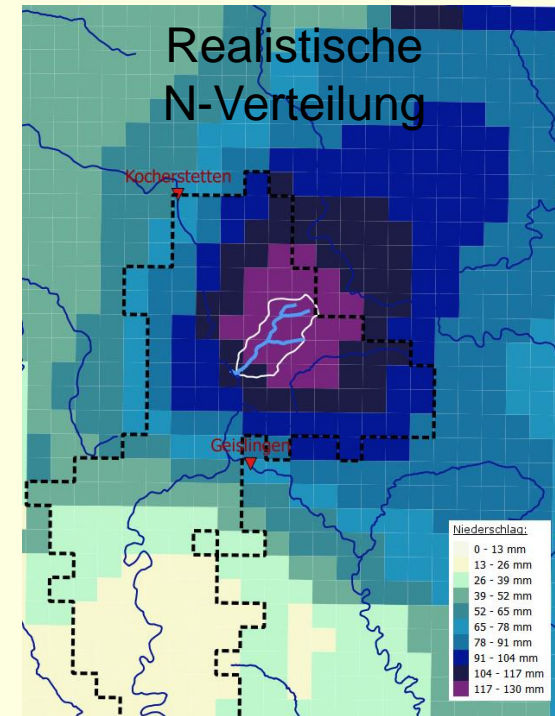 Realistische
N-Verteilung
Kocherstetten
Geislingen
Niederschlag:
0 - 13 mm
13 - 26 mm
26 - 39 mm
39 - 52 mm
52 - 65 mm
65 - 78 mm
78 - 91 mm
91 - 104 mm
104 - 117 mm
117 - 130 mm